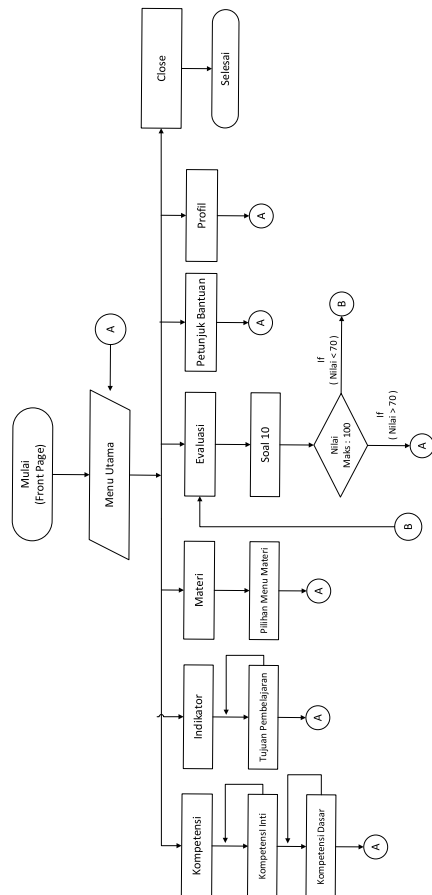 Mulai
(Front Page)
Menu Utama
A
Kompetensi
Indikator
Materi
Evaluasi
Petunjuk Bantuan
Profil
Close
Kompetensi Inti
Tujuan Pembelajaran
Pilihan Menu Materi
Soal 10
A
A
Selesai
Kompetensi Dasar
A
A
B
Nilai
Maks : 100
If
( Nilai < 70 )
B
A
If
( Nilai > 70 )
A